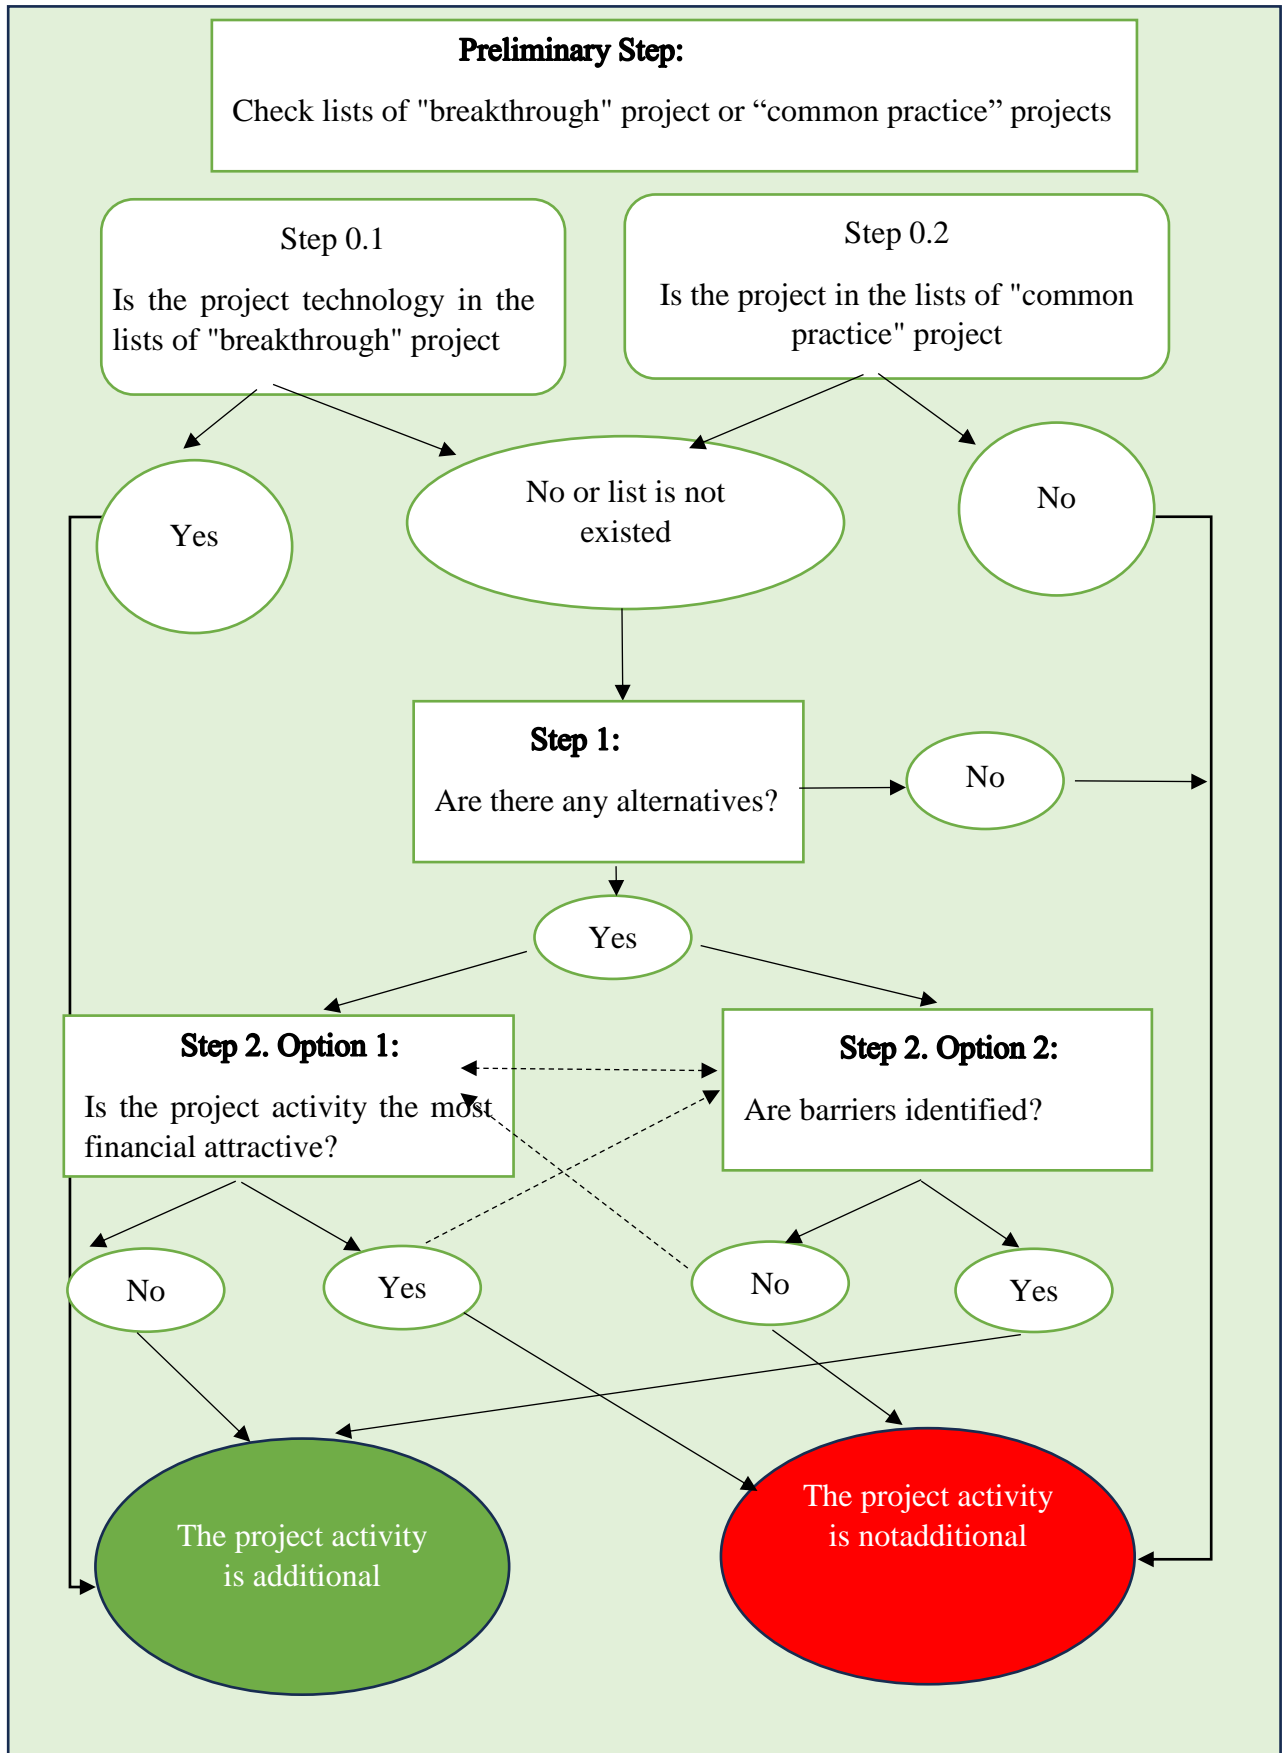 Preliminary Step:
Check lists of "breakthrough" project or “common practice” projects
Step 0.1
Is the project technology in the
lists of "breakthrough" project
Step 0.2
Is the project in the lists of "common
practice" project
Yes
No or list is not
existed
No
Step 1:
Are there any alternatives?
No
Yes
Step 2. Option 1:
Is the project activity the most
financial attractive?
Step 2. Option 2:
Are barriers identified?
No
Yes
No
Yes
The project activity
is additional
The project activity
is notadditional